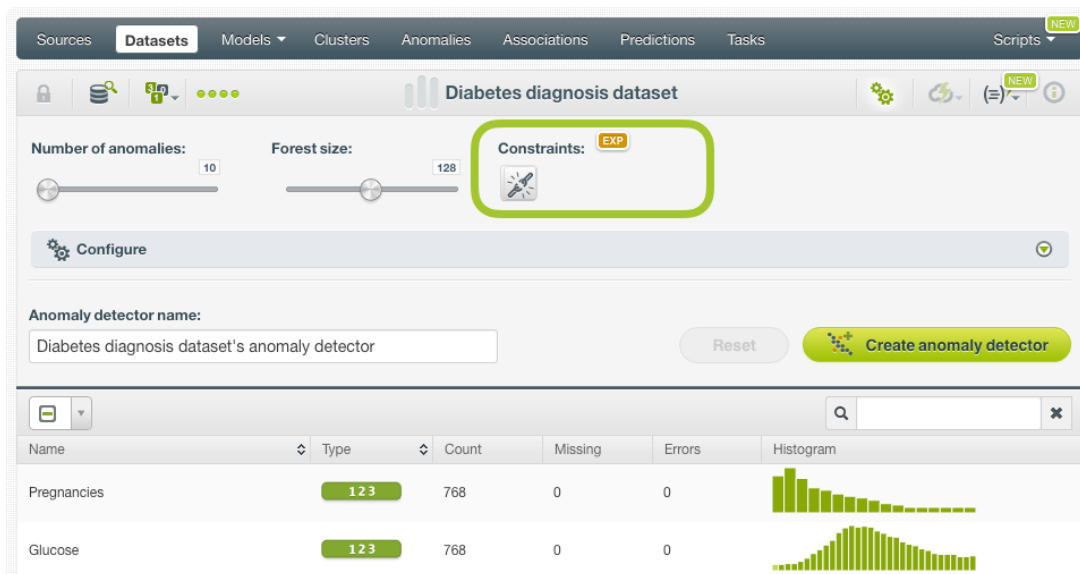 NEW
Sources Datasets Models Clusters Anomalies Associations Predictions Tasks Scripts
Diabetes diagnosis dataset NEW
Number of anomalies: Forest size: Constraints: EXP
10 128
Configure
Anomaly detector name:
Diabetes diagnosis dataset's anomaly detector Reset Create anomaly detector
Name Type Count Missing Errors Histogram
Pregnancies 123 768 0 0
Glucose 123 768 0 0